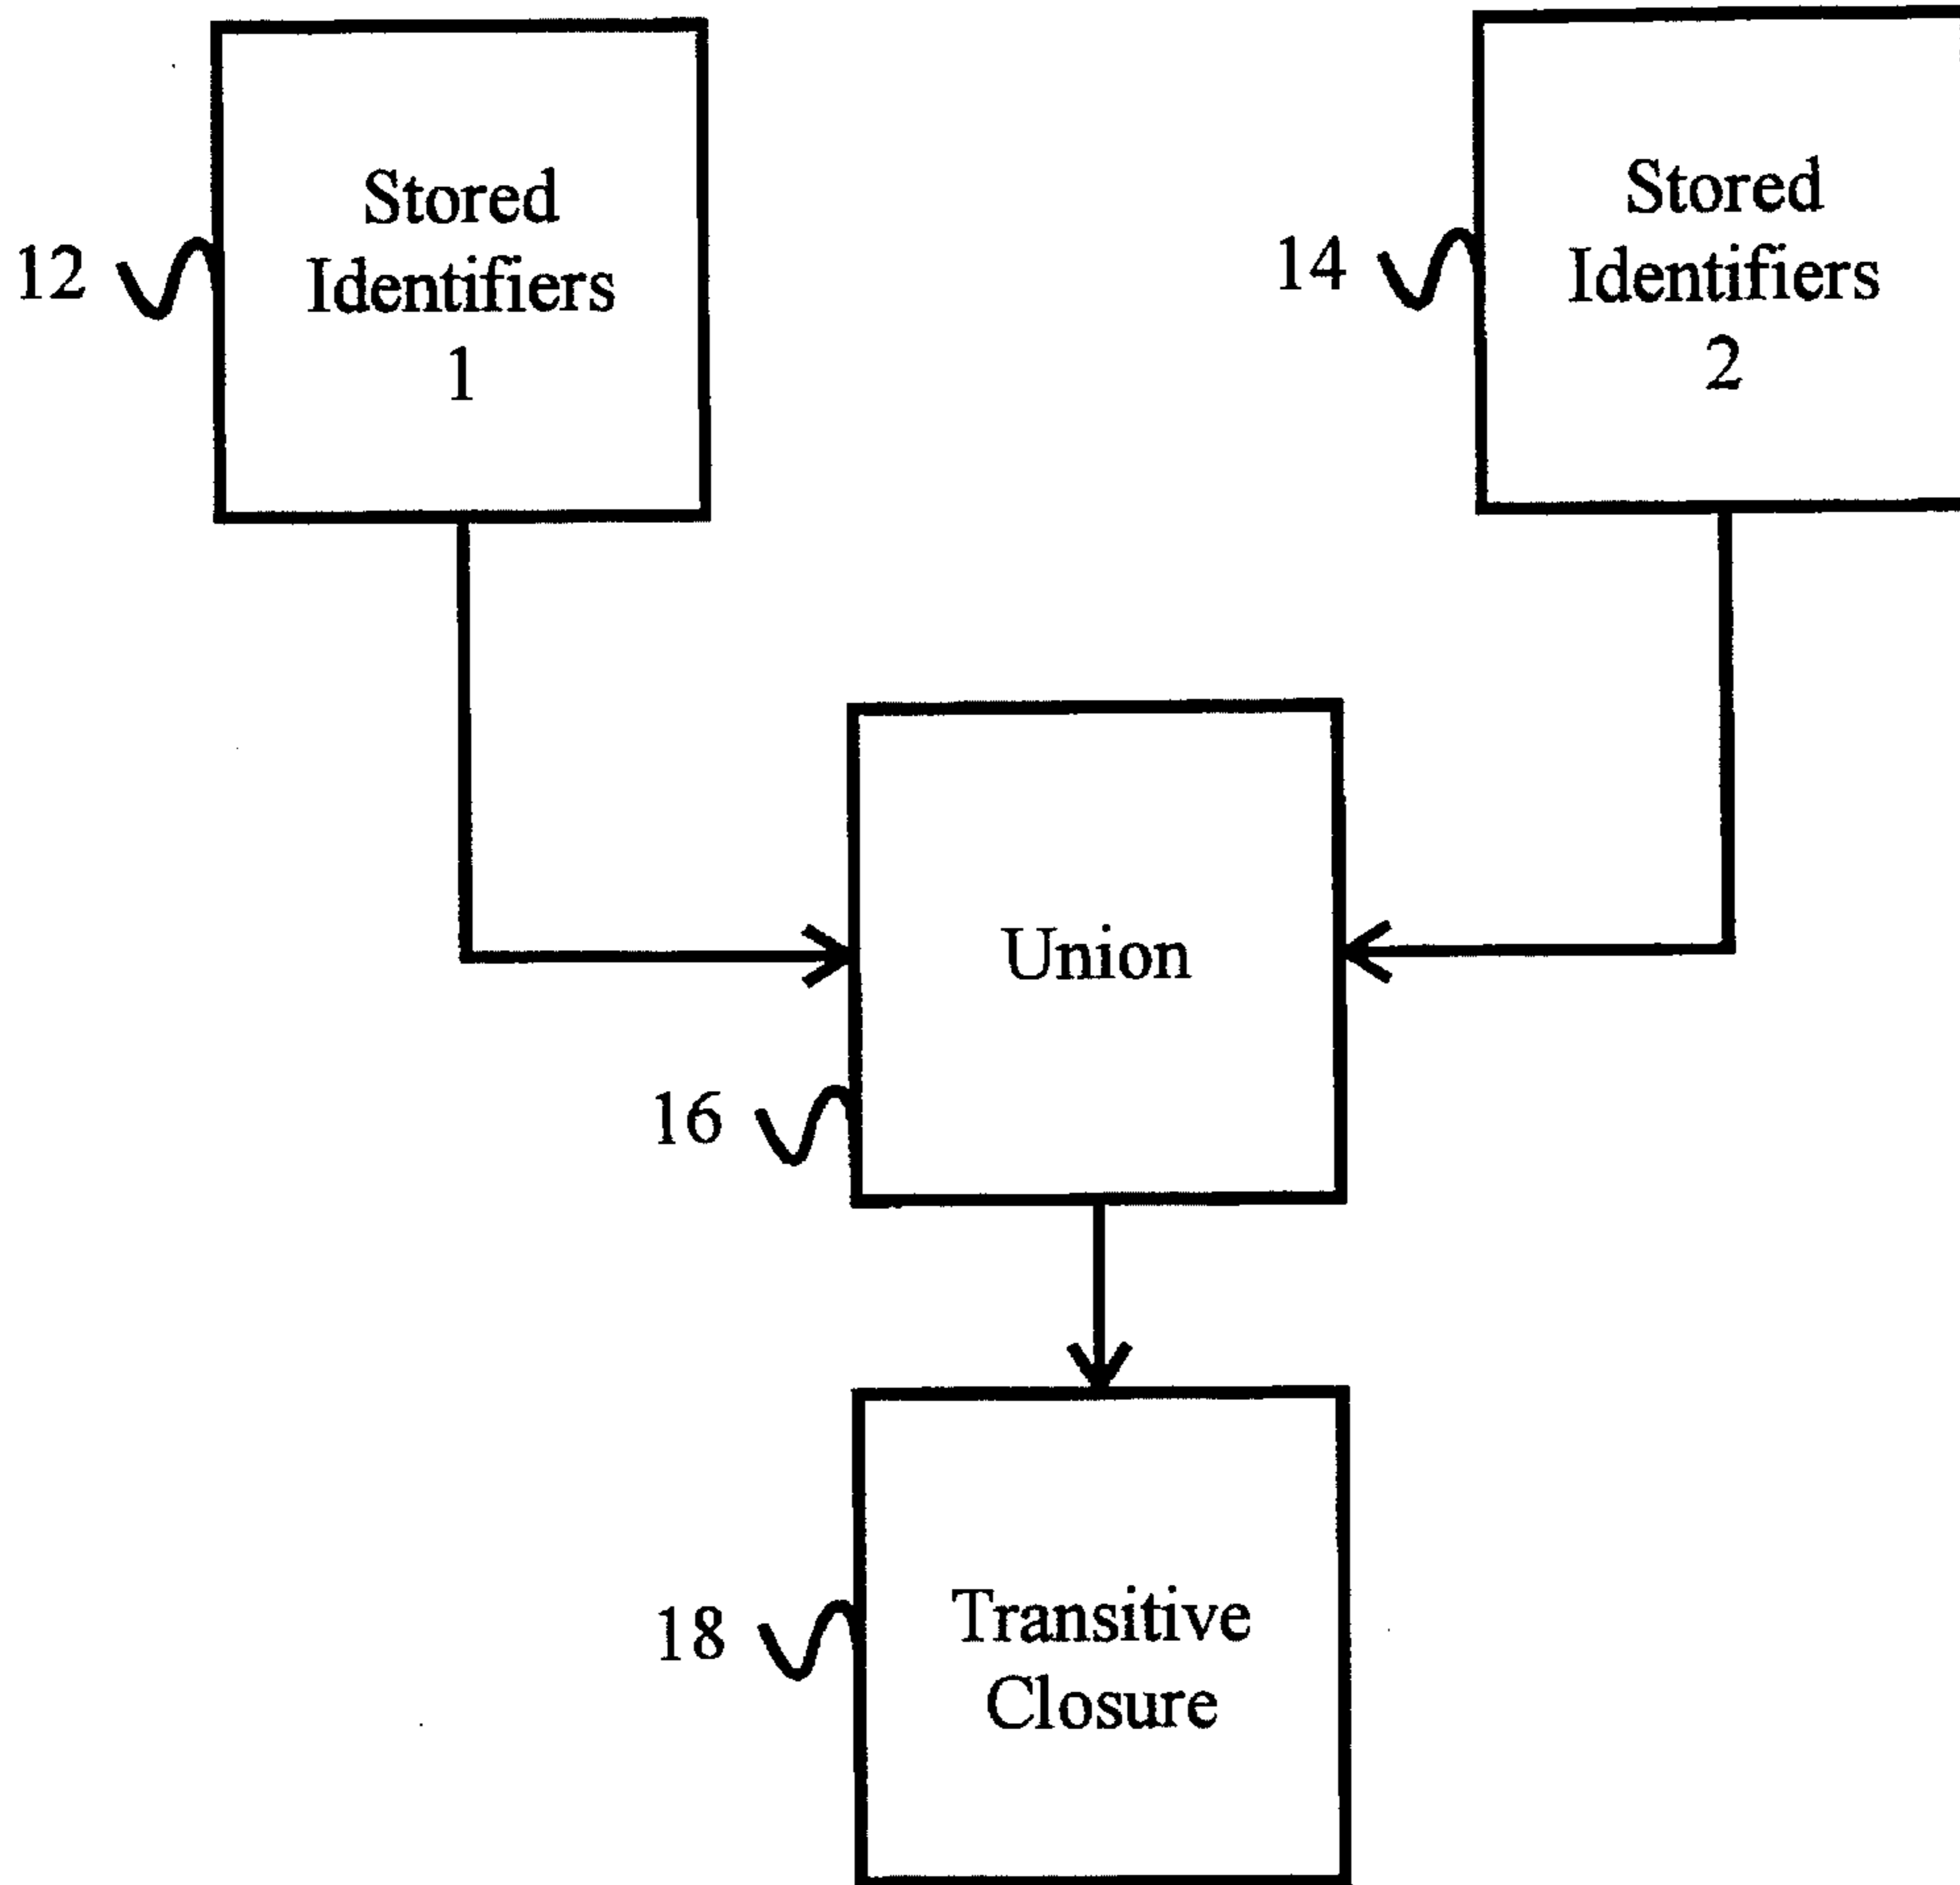 Stored
Identifiers
1
12
Stored
Identifiers
2
14
Union
16
Transitive
Closure
18